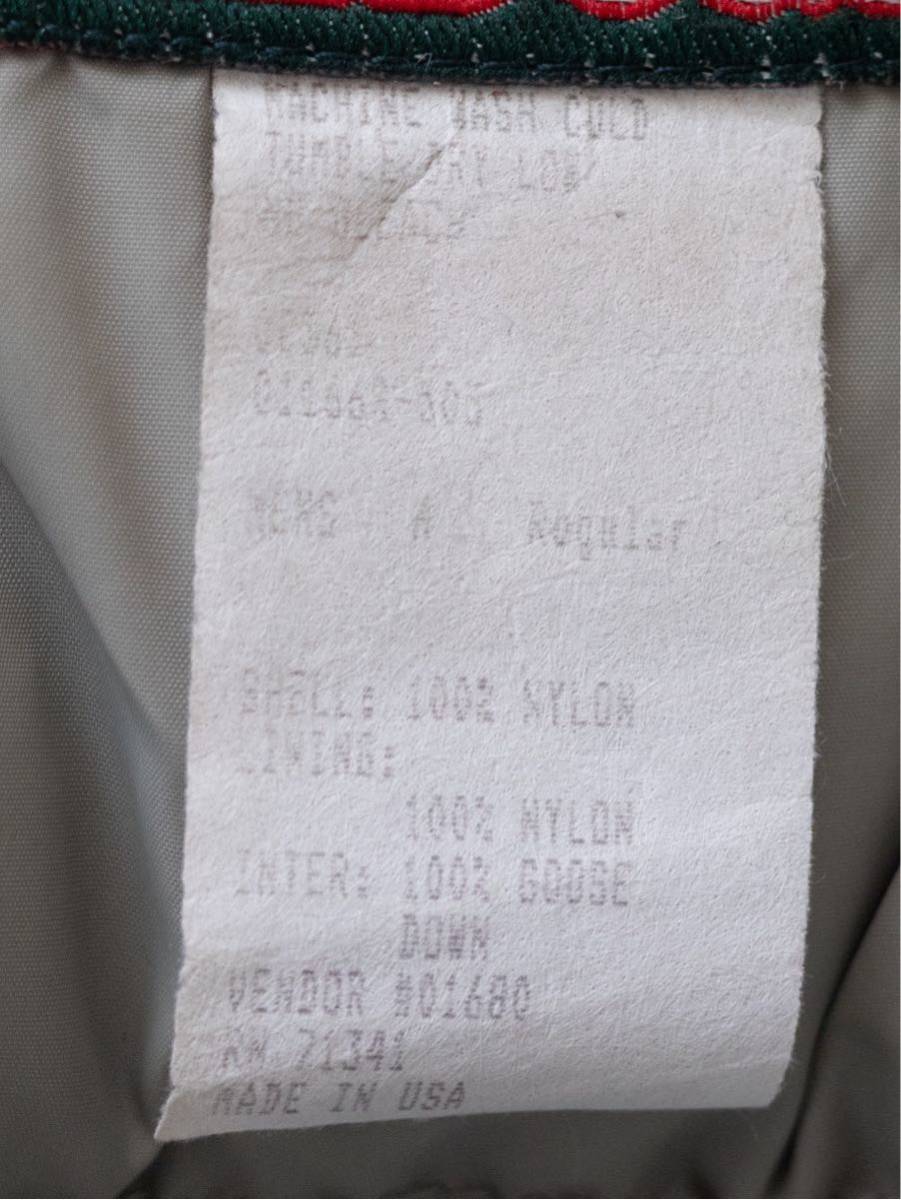 MACHINE WASH COLD
TUMBLE DRY LOW
MENS Regular
SHELL: 100% NYLON
LINING:
100% NYLON
INTER: 100% GOOSE
DOWN
VENDOR #01680
RN 71341
MADE IN USA